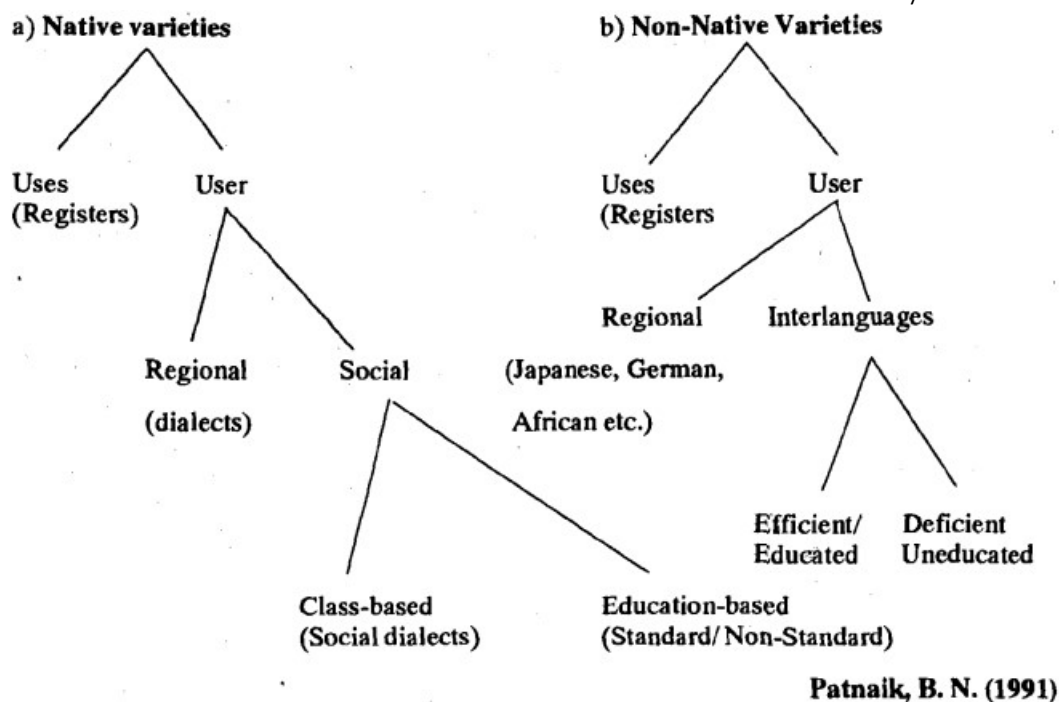 a) Native varieties
b) Non-Native Varieties
Uses
(Registers)
User
Uses
(Registers
User
Regional
(dialects)
Social
Regional
Interlanguages
(Japanese, German,
African etc.)
Efficient/
Educated
Deficient
Uneducated
Class-based
(Social dialects)
Education-based
(Standard/Non-Standard)
Patnaik, B. N. (1991)